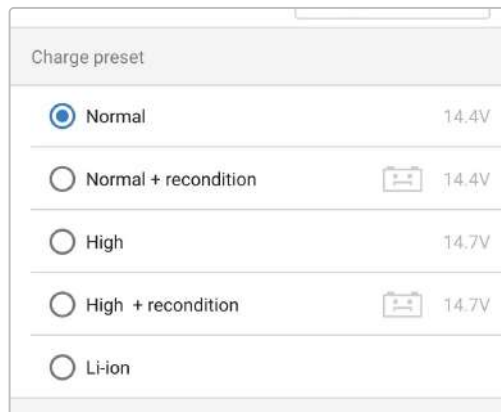 Charge preset
Normal 14.4V
Normal + recondition 14.4V
High 14.7V
High + recondition 14.7V
Li-ion